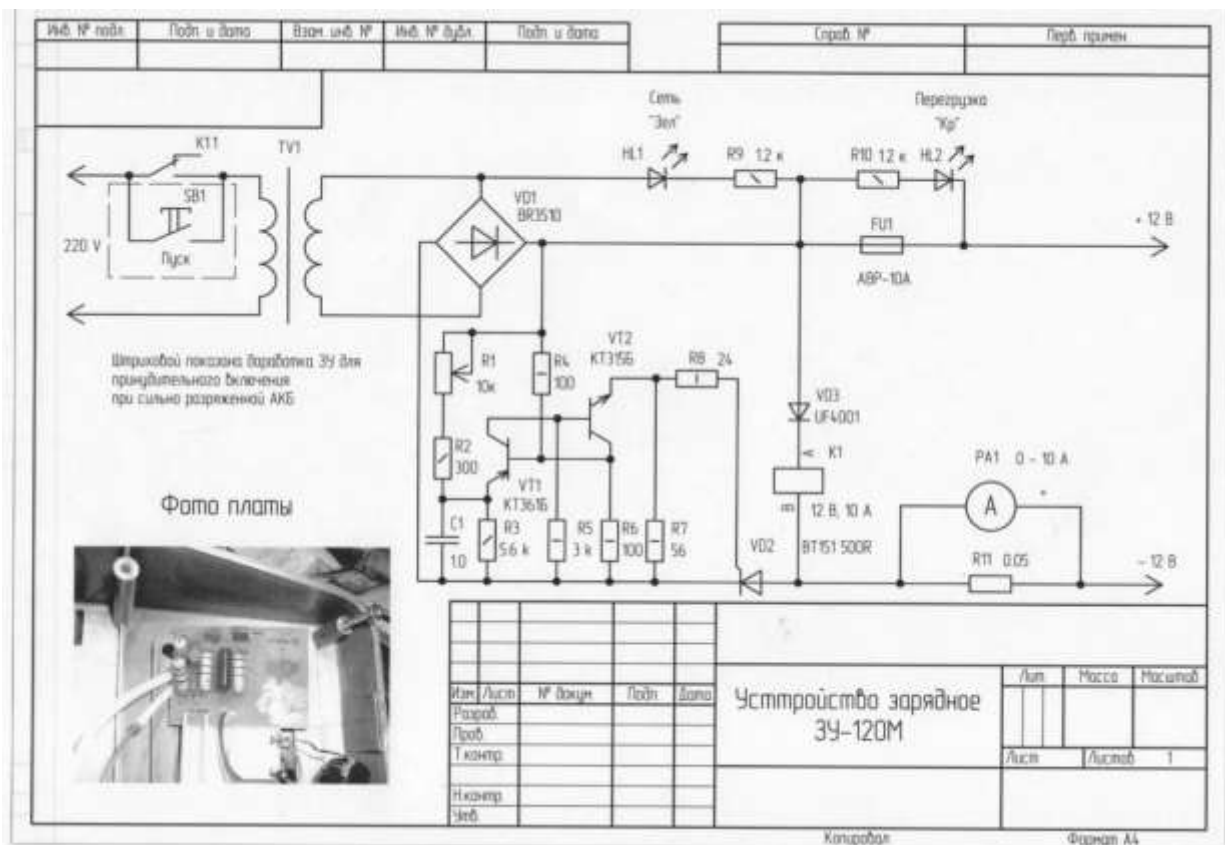 Инв. № подл.
Подп. и дата
Взам. инв. №
Инв. № дубл.
Подп. и дата
Справ. №
Перв. примен.
К1.1
TV1
SB1
Пуск
220 V
Штриховой показана доработка ЗУ для
принудительного включения
при сильно разряженной АКБ
Сеть
"Зел"
HL1
R9 1.2 к
Перегрузка
"Кр"
R10 1.2 к
HL2
VD1
BR3510
FU1
АВР-10А
+ 12 В
R1
10к
R4
100
VT2
КТ315Б
R8 24
R2
300
VT1
КТ361Б
C1
1.0
R3
5.6 k
R5
3 k
R6
100
R7
56
VD3
UF4001
A
K1
B
12 В, 10 А
VD2
BT151 500R
PA1 0 - 10 А
А
+
R11 0.05
- 12 В
Фото платы
Изм.
Лист
№ докум.
Подп.
Дата
Разраб.
Пров.
Т.контр.
Н.контр.
Утв.
Усттройство зарядное
ЗУ-120М
Лит.
Масса
Масштаб
Лист
Листов 1
Копировал
Формат А4